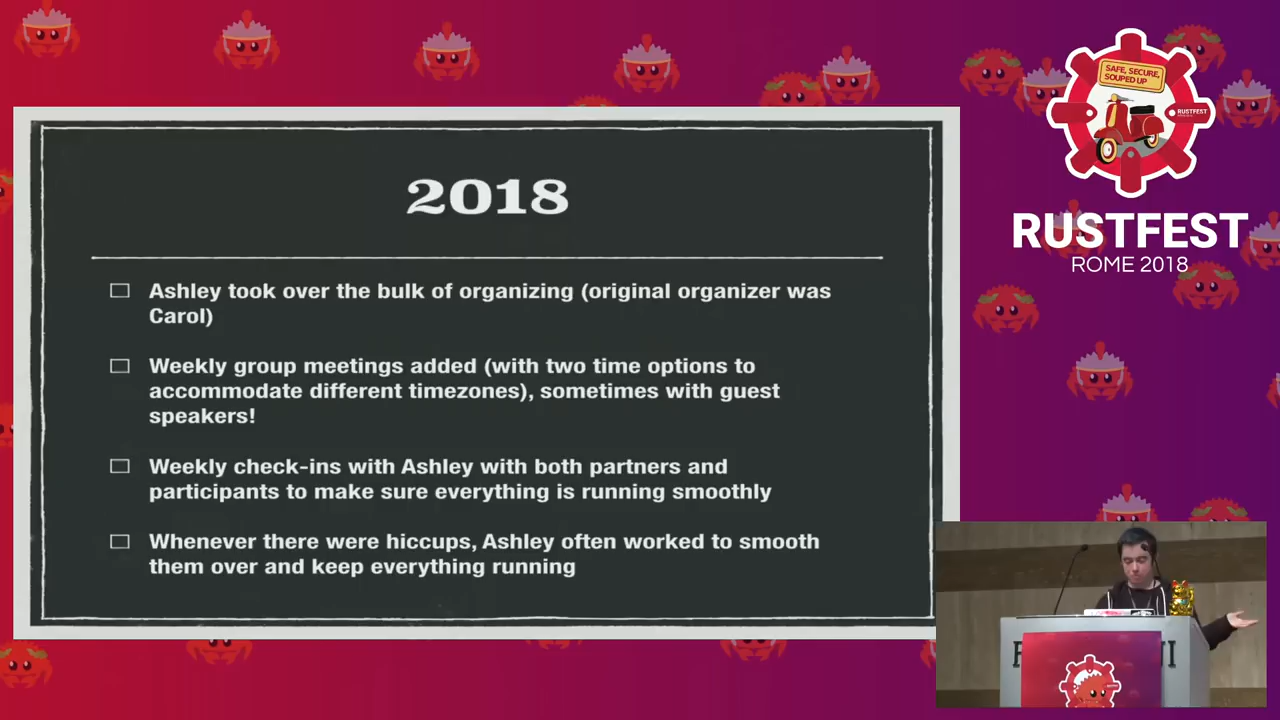 SAFE, SECURE,
SOUPED UP
RUSTFEST
RUSTFEST
ROME 2018
2018
Ashley took over the bulk of organizing (original organizer was
Carol)
Weekly group meetings added (with two time options to
accommodate different timezones), sometimes with guest
speakers!
Weekly check-ins with Ashley with both partners and
participants to make sure everything is running smoothly
Whenever there were hiccups, Ashley often worked to smooth
them over and keep everything running